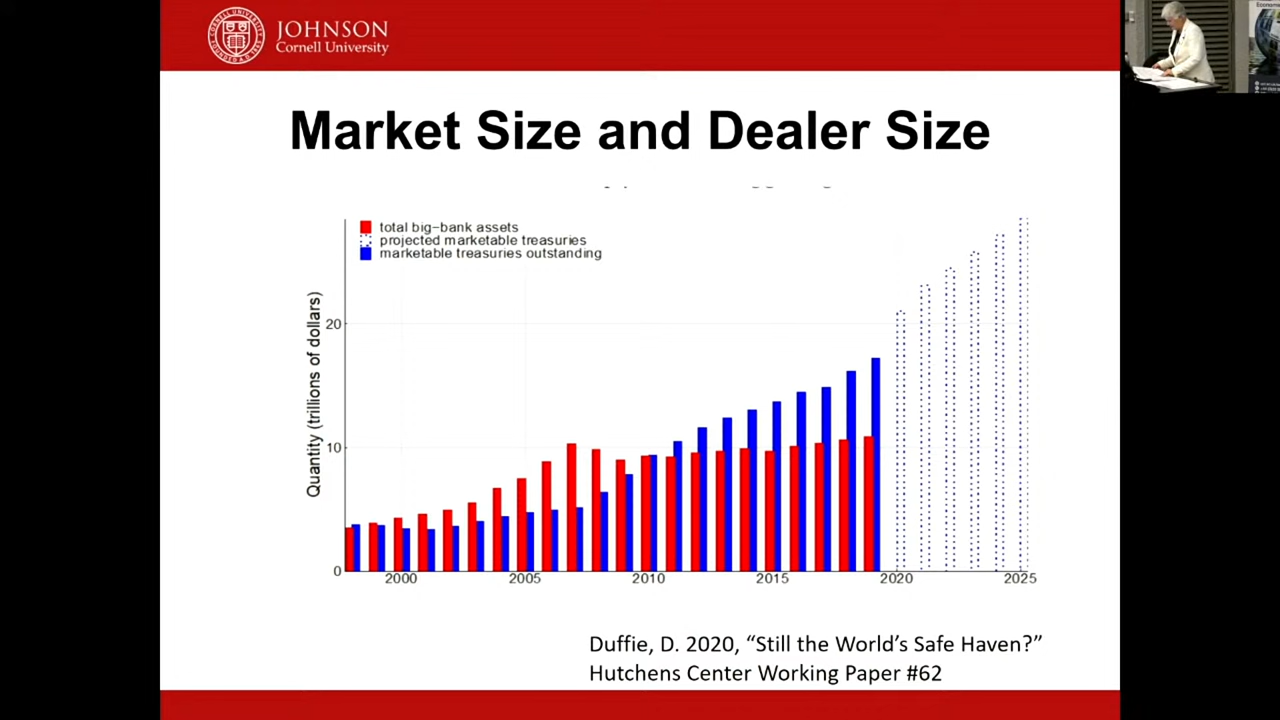 JOHNSON
Cornell University
Market Size and Dealer Size
total big-bank assets
projected marketable treasuries
marketable treasuries outstanding
Quantity (trillions of dollars)
20
10
0
2000 2005 2010 2015 2020 2025
Duffie, D. 2020, “Still the World’s Safe Haven?”
Hutchens Center Working Paper #62